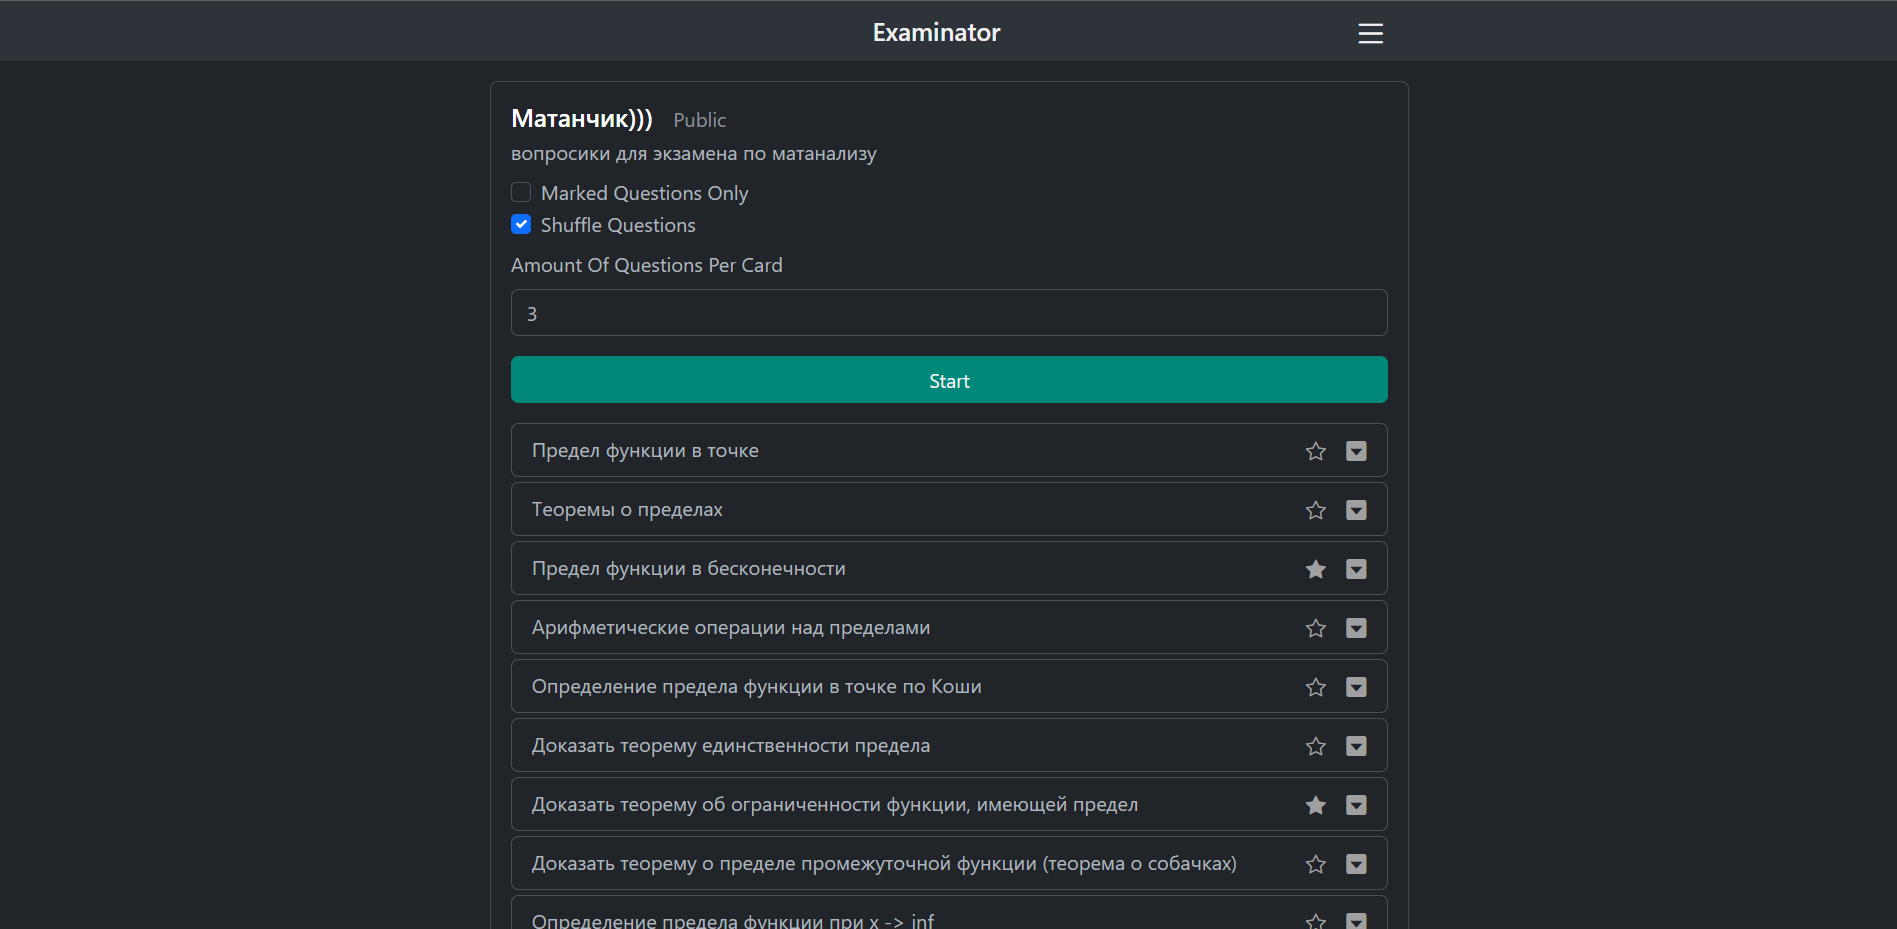 Examinator
Матанчик))) Public
вопросики для экзамена по матанализу
Marked Questions Only
Shuffle Questions
Amount Of Questions Per Card
3
Start
Предел функции в точке
Теоремы о пределах
Предел функции в бесконечности
Арифметические операции над пределами
Определение предела функции в точке по Коши
Доказать теорему единственности предела
Доказать теорему об ограниченности функции, имеющей предел
Доказать теорему о пределе промежуточной функции (теорема о собачках)
Определение предела функции при x -> inf